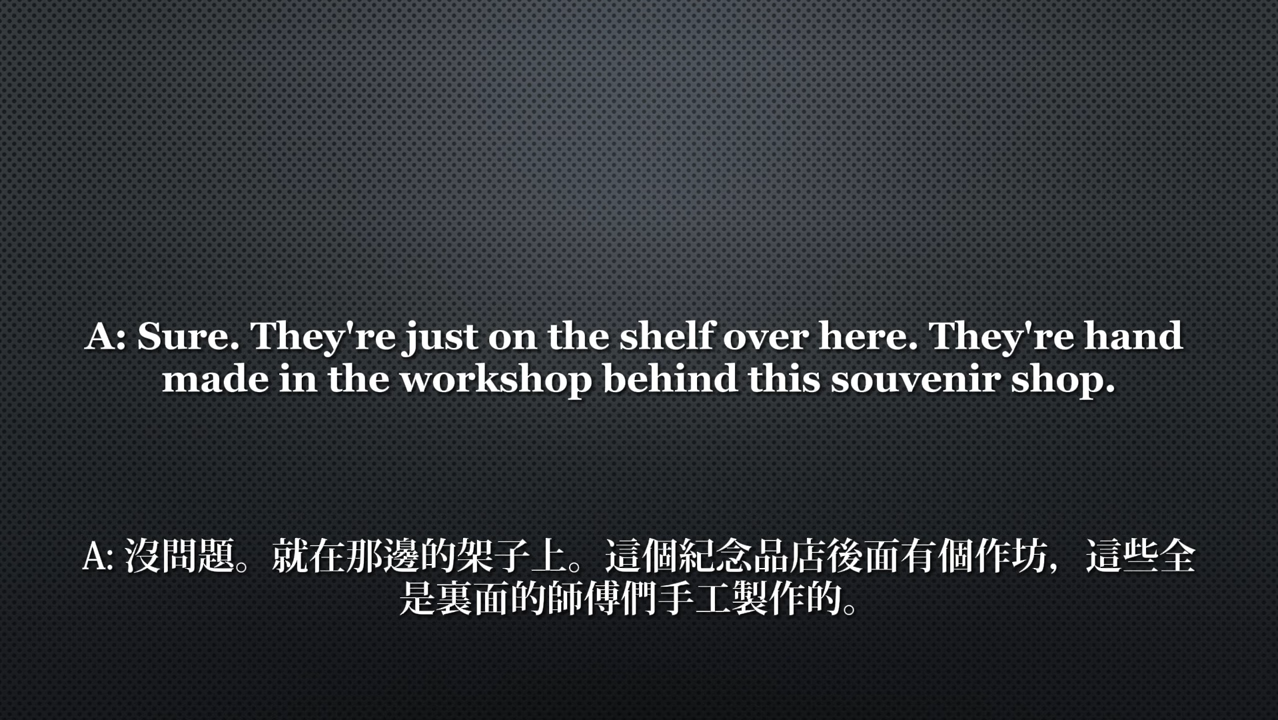 A: Sure. They're just on the shelf over here. They're hand
made in the workshop behind this souvenir shop.
A: 沒問題。就在那邊的架子上。這個紀念品店後面有個作坊，這些全
是裏面的師傅們手工製作的。